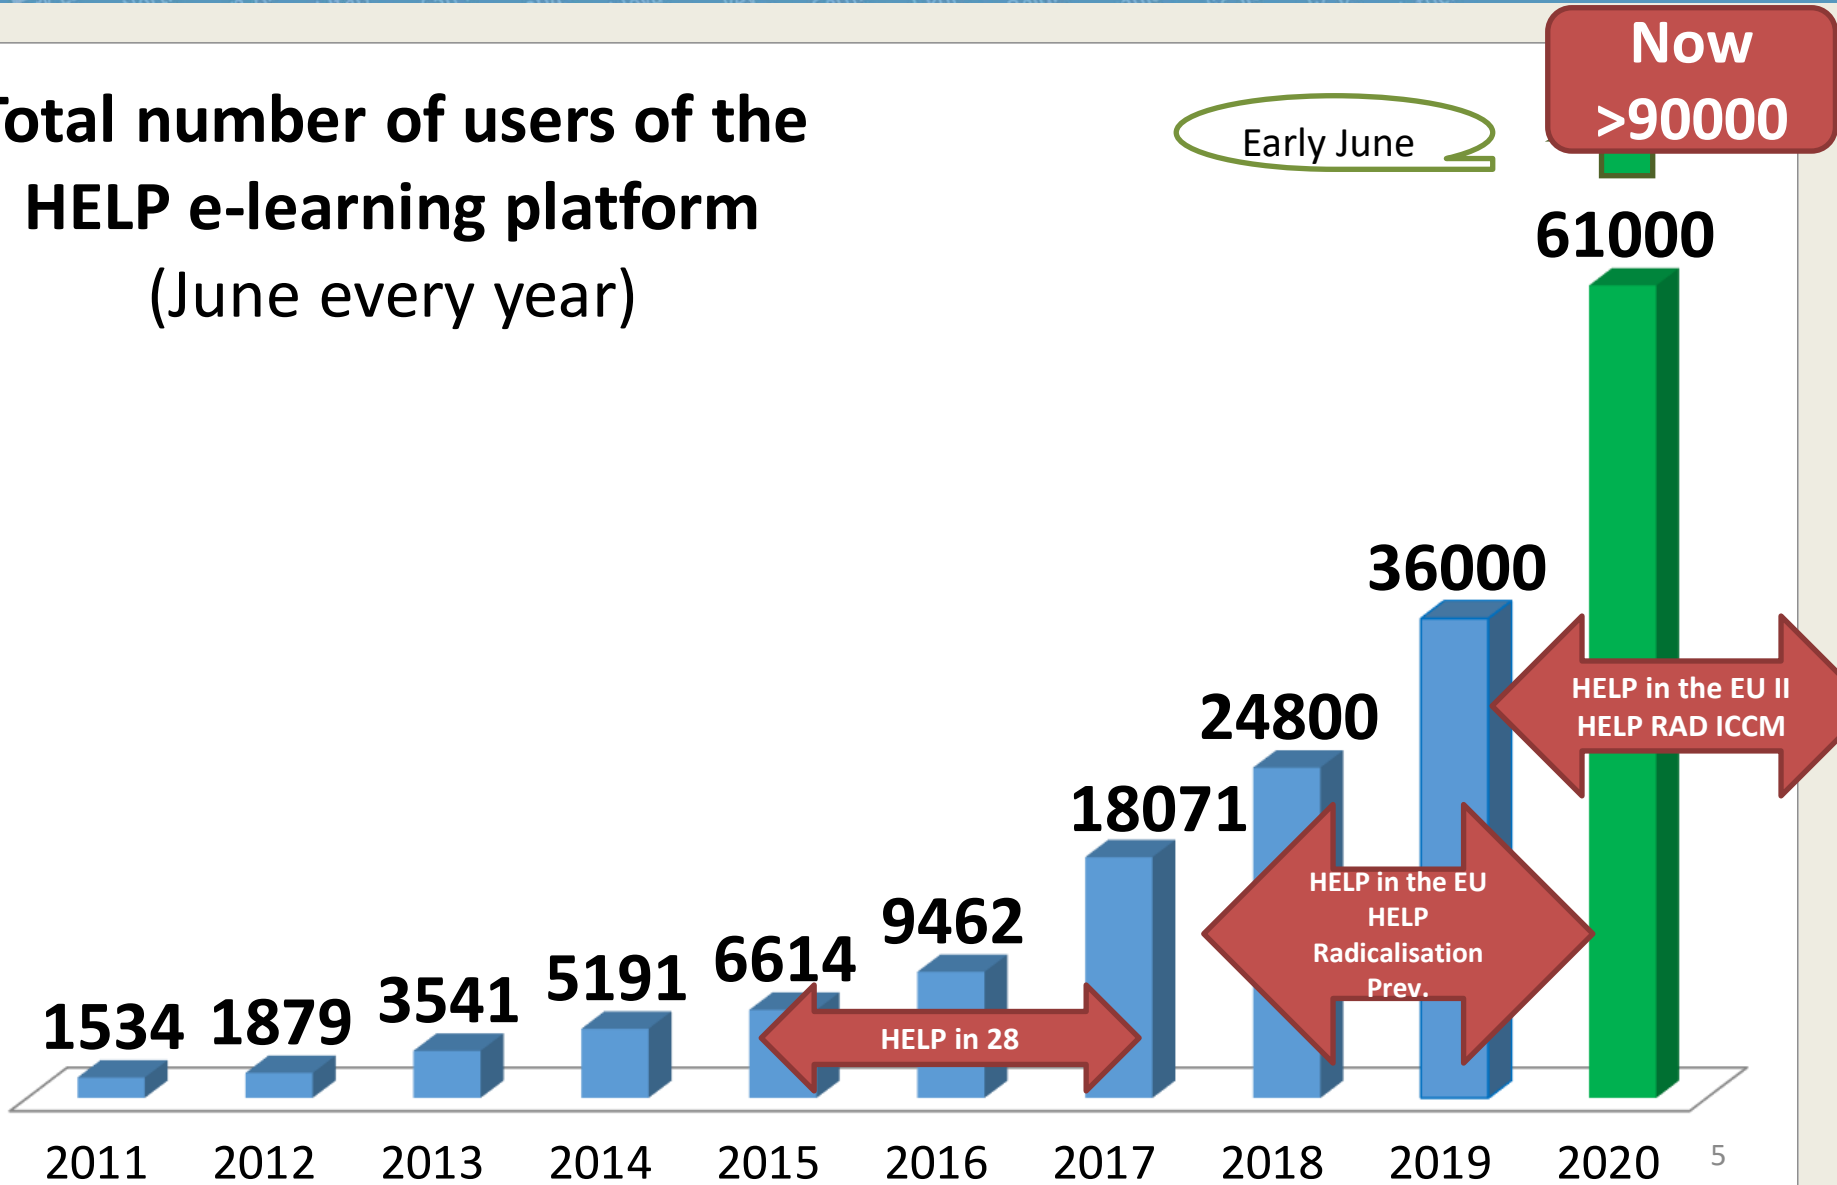 Total number of users of the
HELP e-learning platform
(June every year)
Early June
Now
>90000
61000
36000
24800
18071
9462
6614
5191
3541
1879
1534
HELP in the EU II
HELP RAD ICCM
HELP in the EU
HELP
Radicalisation
Prev.
HELP in 28
2011 2012 2013 2014 2015 2016 2017 2018 2019 2020
5